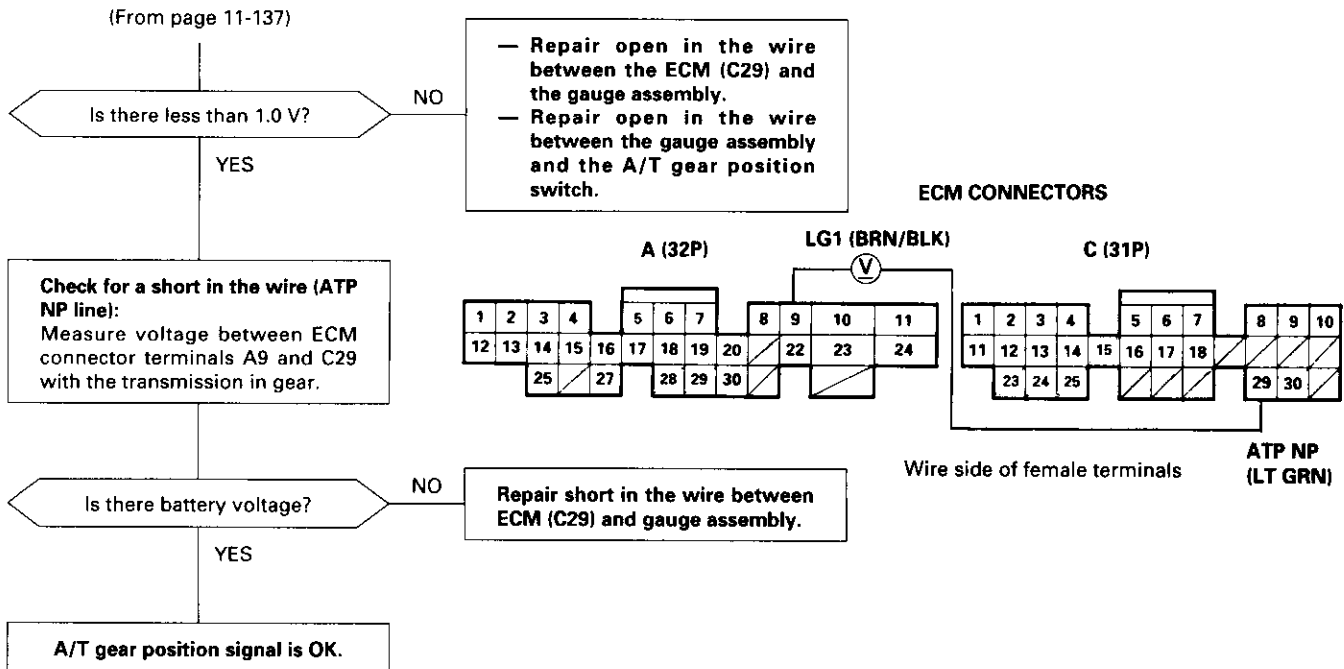 (From page 11-137)
Is there less than 1.0 V?
NO
YES
— Repair open in the wire
between the ECM (C29) and
the gauge assembly.
— Repair open in the wire
between the gauge assembly
and the A/T gear position
switch.
Check for a short in the wire (ATP
NP line):
Measure voltage between ECM
connector terminals A9 and C29
with the transmission in gear.
Is there battery voltage?
NO
YES
Repair short in the wire between
ECM (C29) and gauge assembly.
A/T gear position signal is OK.
ECM CONNECTORS
A (32P)
LG1 (BRN/BLK)
C (31P)
V
1 2 3 4 5 6 7 8 9 10 11
12 13 14 15 16 17 18 19 20 22 23 24
25 27 28 29 30
1 2 3 4 5 6 7 8 9 10
11 12 13 14 15 16 17 18
23 24 25 29 30
Wire side of female terminals
ATP NP
(LT GRN)